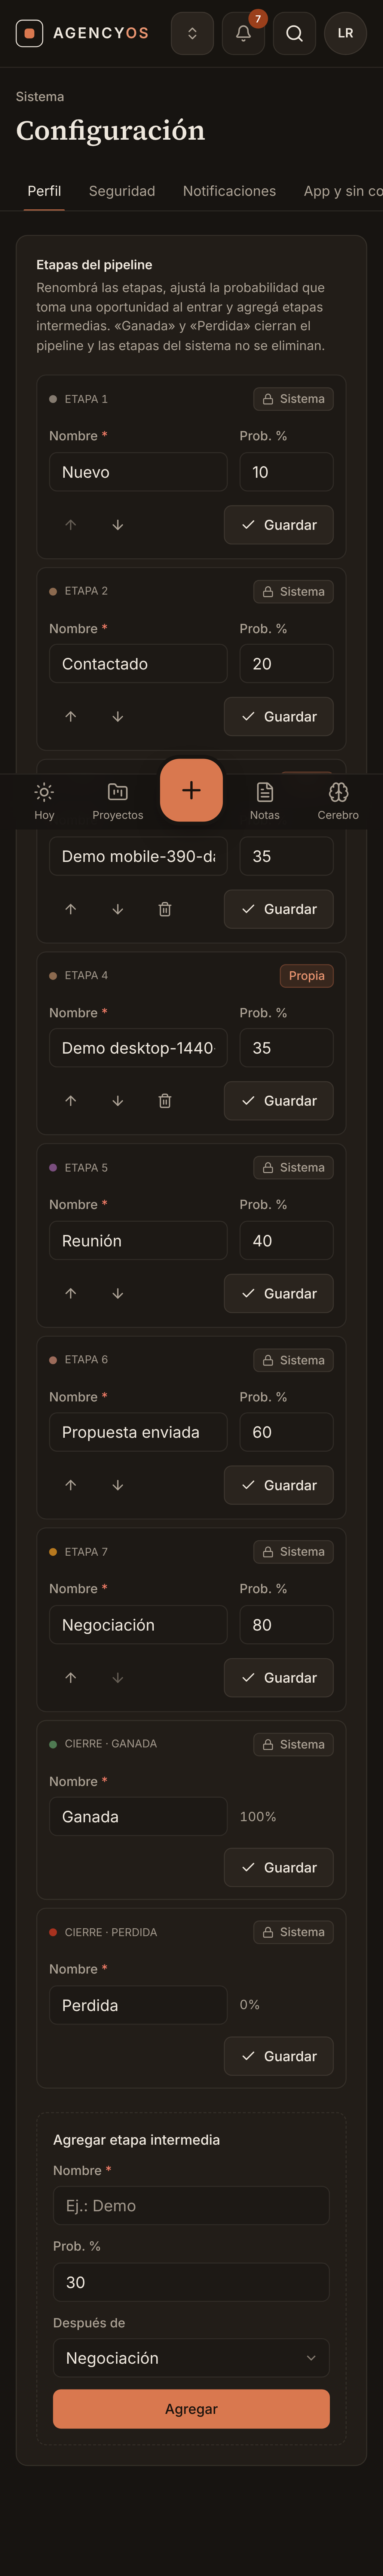 AGENCYOS
7
LR
Sistema
Configuración
Perfil
Seguridad
Notificaciones
App y sin co
Etapas del pipeline
Renombrá las etapas, ajustá la probabilidad que
toma una oportunidad al entrar y agregá etapas
intermedias. «Ganada» y «Perdida» cierran el
pipeline y las etapas del sistema no se eliminan.
ETAPA 1
Sistema
Nombre *
Prob. %
Nuevo
10
Guardar
ETAPA 2
Sistema
Nombre *
Prob. %
Contactado
20
Guardar
Hoy
Proyectos
Notas
Cerebro
Demo mobile-390-da
35
Guardar
ETAPA 4
Propia
Nombre *
Prob. %
Demo desktop-1440-
35
Guardar
ETAPA 5
Sistema
Nombre *
Prob. %
Reunión
40
Guardar
ETAPA 6
Sistema
Nombre *
Prob. %
Propuesta enviada
60
Guardar
ETAPA 7
Sistema
Nombre *
Prob. %
Negociación
80
Guardar
CIERRE · GANADA
Sistema
Nombre *
Ganada
100%
Guardar
CIERRE · PERDIDA
Sistema
Nombre *
Perdida
0%
Guardar
Agregar etapa intermedia
Nombre *
Ej.: Demo
Prob. %
30
Después de
Negociación
Agregar